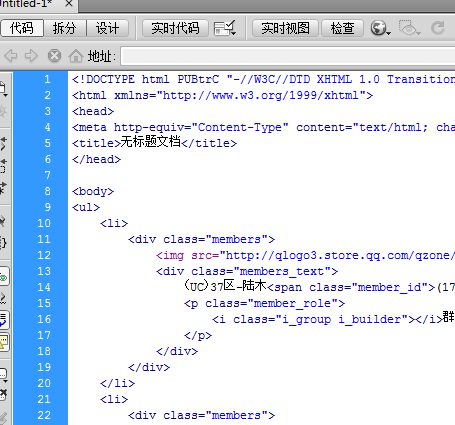 Untitled-1*
代码 拆分 设计 实时代码 实时视图 检查
地址:
1 <!DOCTYPE html PUBtrC "-//W3C//DTD XHTML 1.0 Transition
2 <html xmlns="http://www.w3.org/1999/xhtml">
3 <head>
4 <meta http-equiv="Content-Type" content="text/html; cha
5 <title>无标题文档</title>
6 </head>
7
8 <body>
9 <ul>
10 <li>
11 <div class="members">
12 <img src="http://qlogo3.store.qq.com/qzone/
13 <div class="members_text">
14 (UC)37区-陆木<span class="member_id">(17
15 <p class="member_role">
16 <i class="i_group i_builder"></i>群
17 </p>
18 </div>
19 </div>
20 </li>
21 <li>
22 <div class="members">